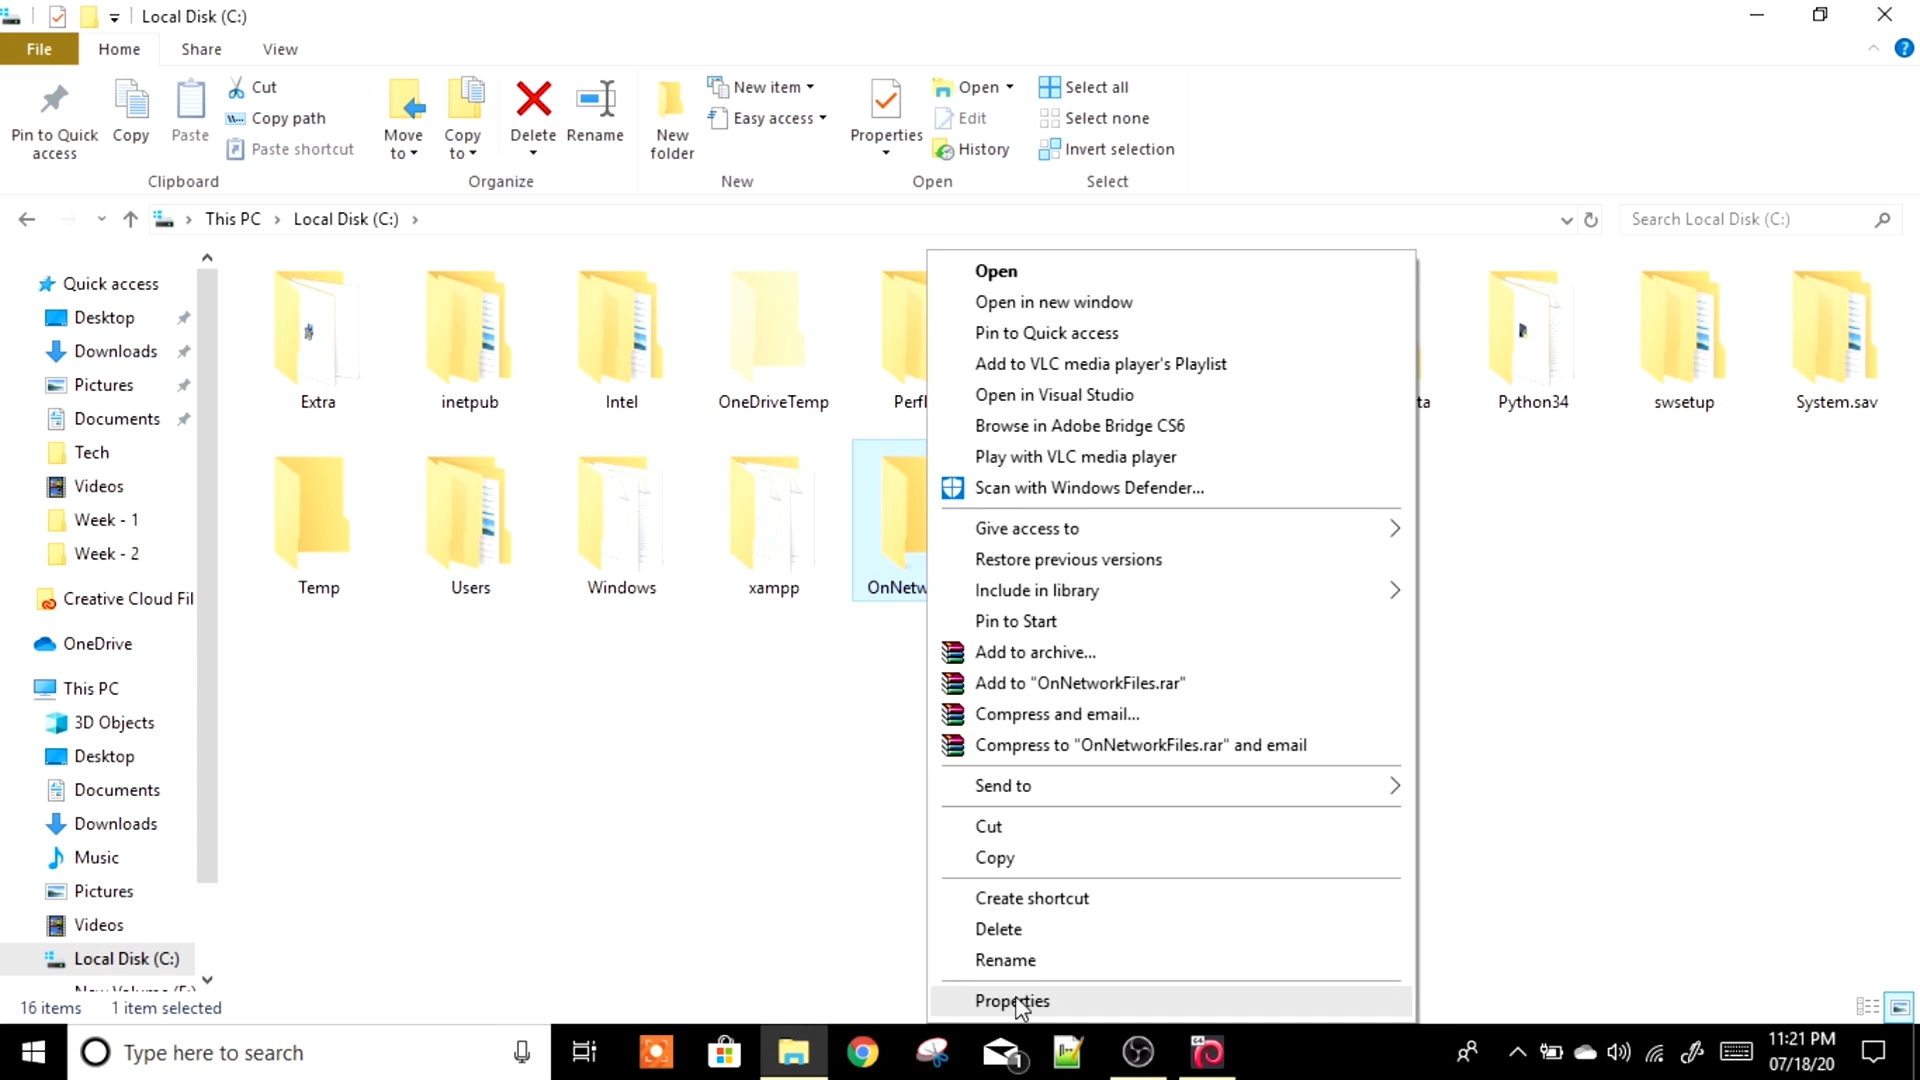 Local Disk (C:)
File Home Share View
Pin to Quick access
Copy
Paste
Cut
Copy path
Paste shortcut
Clipboard
Move to
Copy to
Delete
Rename
Organize
New folder
New item
Easy access
New
Properties
Open
Edit
History
Open
Select all
Select none
Invert selection
Select
This PC Local Disk (C:)
Search Local Disk (C:)
Quick access
Desktop
Downloads
Pictures
Documents
Tech
Videos
Week - 1
Week - 2
Creative Cloud Fil
OneDrive
This PC
3D Objects
Desktop
Documents
Downloads
Music
Pictures
Videos
Local Disk (C:)
Extra
inetpub
Intel
OneDriveTemp
Perfl
ta
Python34
swsetup
System.sav
Temp
Users
Windows
xampp
OnNetw
Open
Open in new window
Pin to Quick access
Add to VLC media player's Playlist
Open in Visual Studio
Browse in Adobe Bridge CS6
Play with VLC media player
Scan with Windows Defender...
Give access to
Restore previous versions
Include in library
Pin to Start
Add to archive...
Add to "OnNetworkFiles.rar"
Compress and email...
Compress to "OnNetworkFiles.rar" and email
Send to
Cut
Copy
Create shortcut
Delete
Rename
Properties
16 items 1 item selected
Type here to search
1
64
11:21 PM
07/18/20